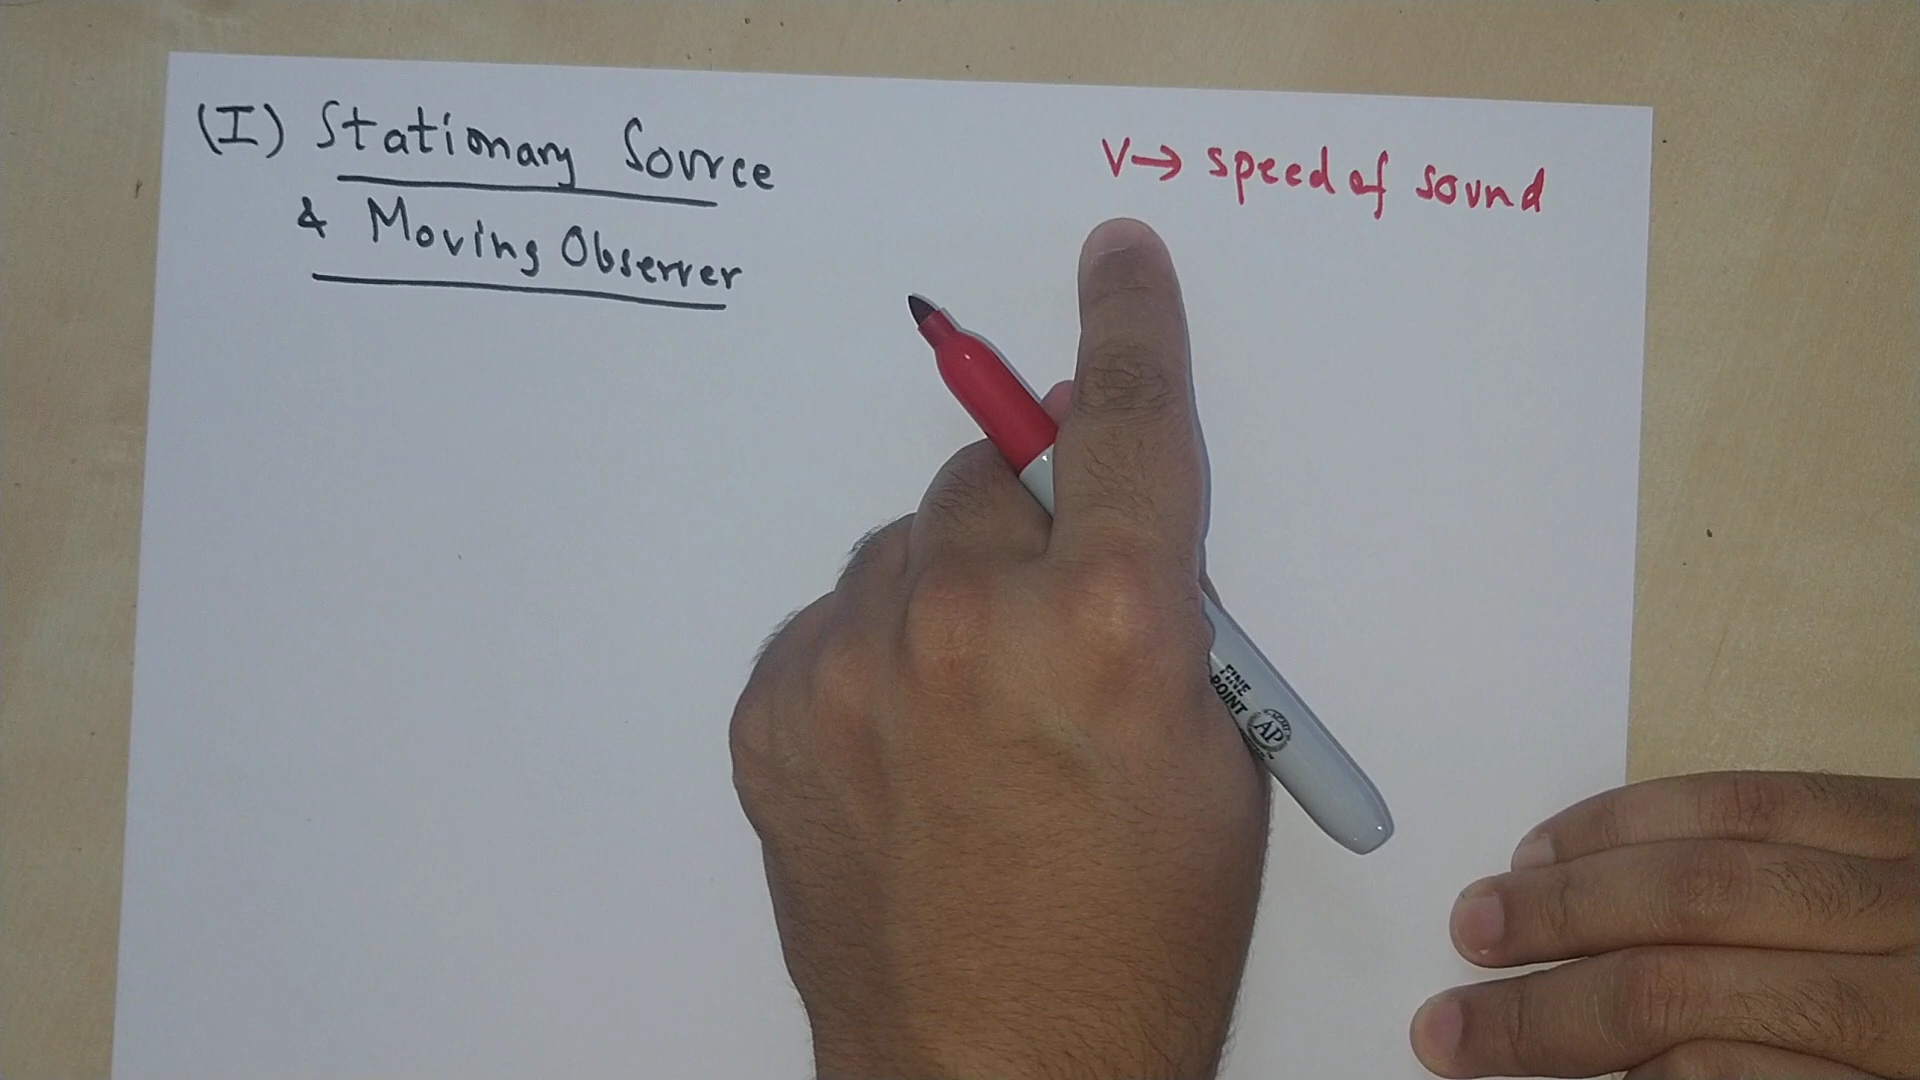 (I) Stationary Source
& Moving Observer
V→ speed of sound
FINE
POINT
AP